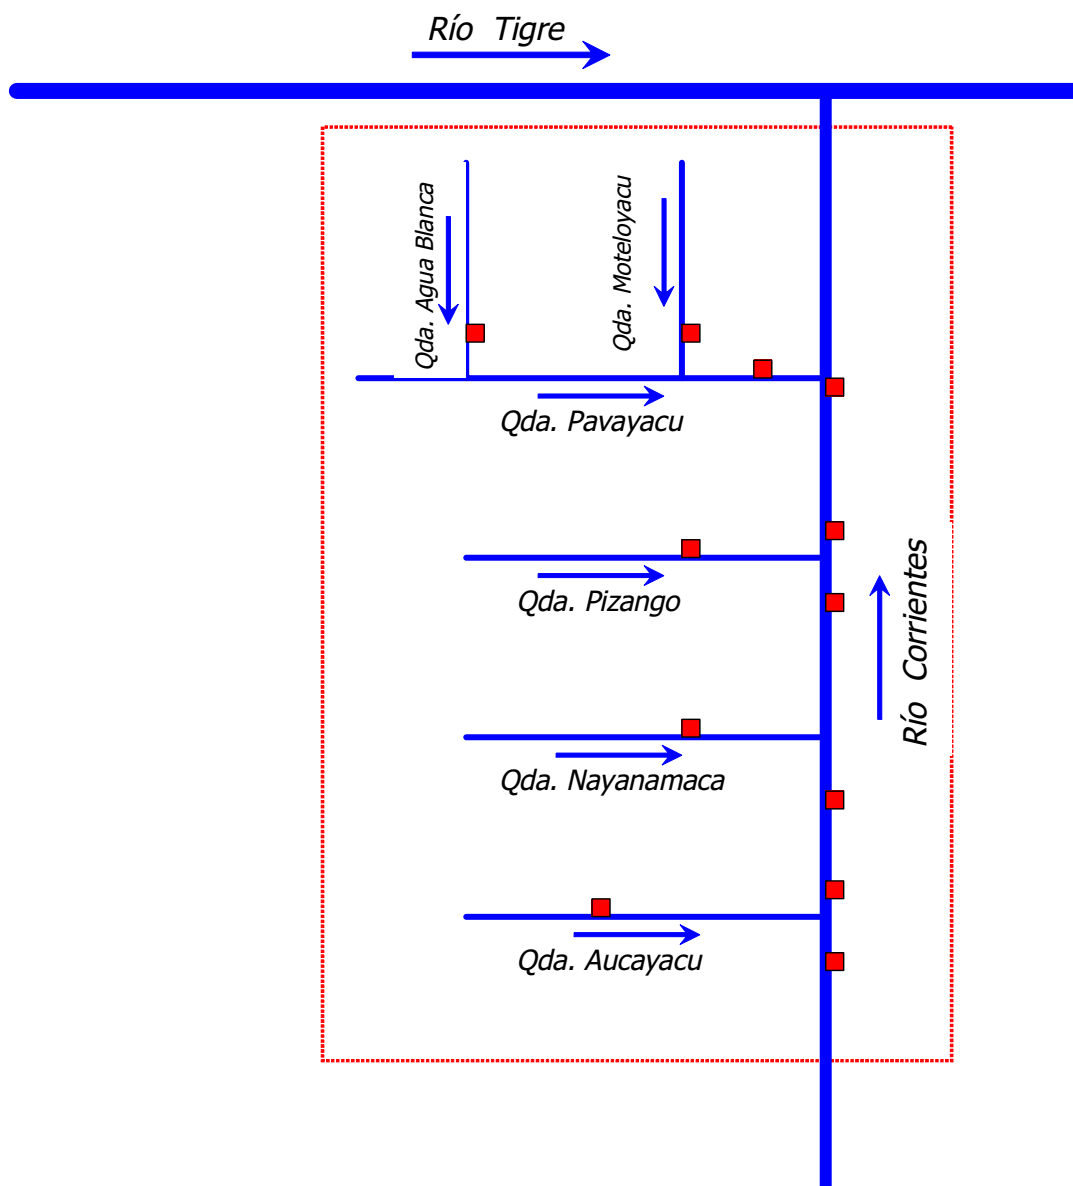 Río Tigre
Qda. Agua Blanca
Qda. Moteloyacu
Qda. Pavayacu
Qda. Pizango
Río Corrientes
Qda. Nayanamaca
Qda. Aucayacu